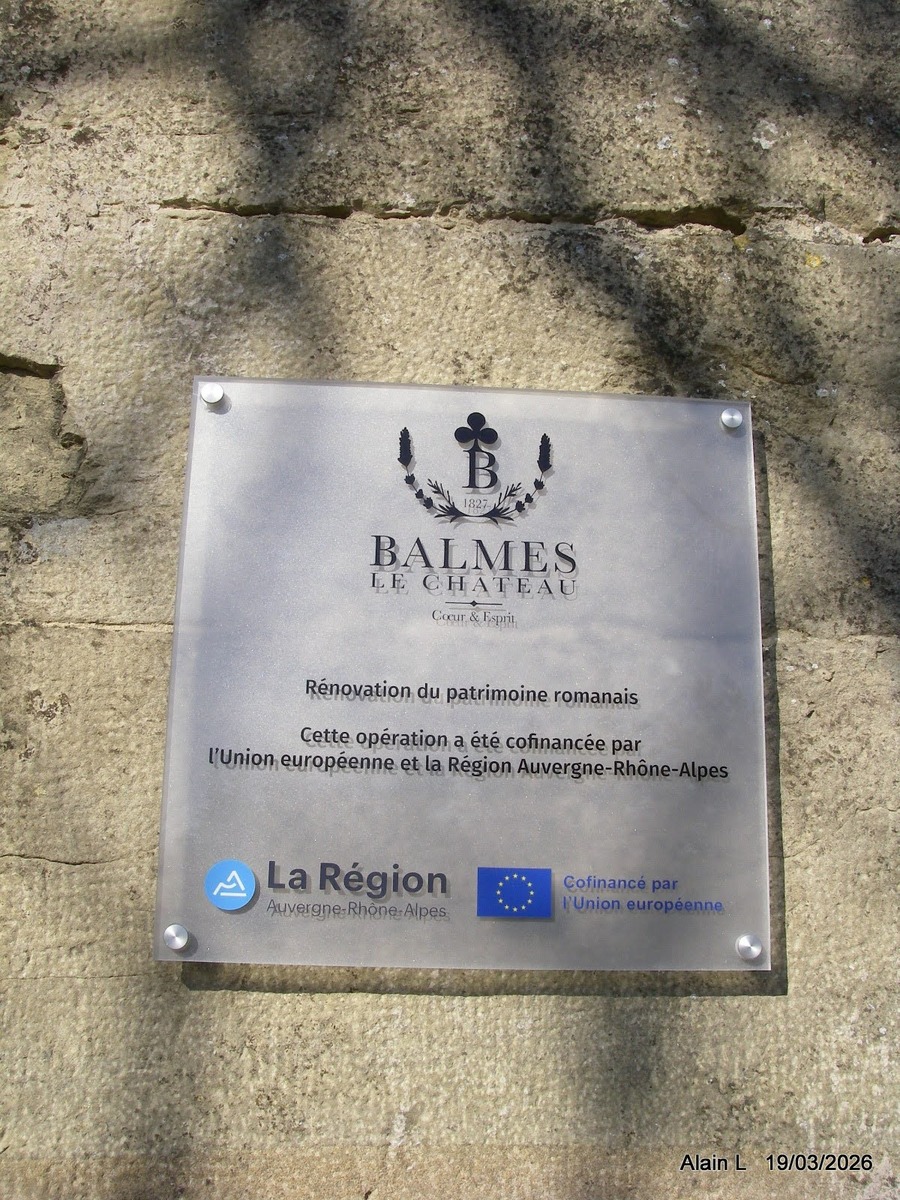 B
1827
BALMES
LE CHATEAU
Cœur & Esprit
Rénovation du patrimoine romanais
Cette opération a été cofinancée par
l'Union européenne et la Région Auvergne-Rhône-Alpes
La Région
Auvergne-Rhône-Alpes
Cofinancé par
l'Union européenne
Alain L 19/03/2026